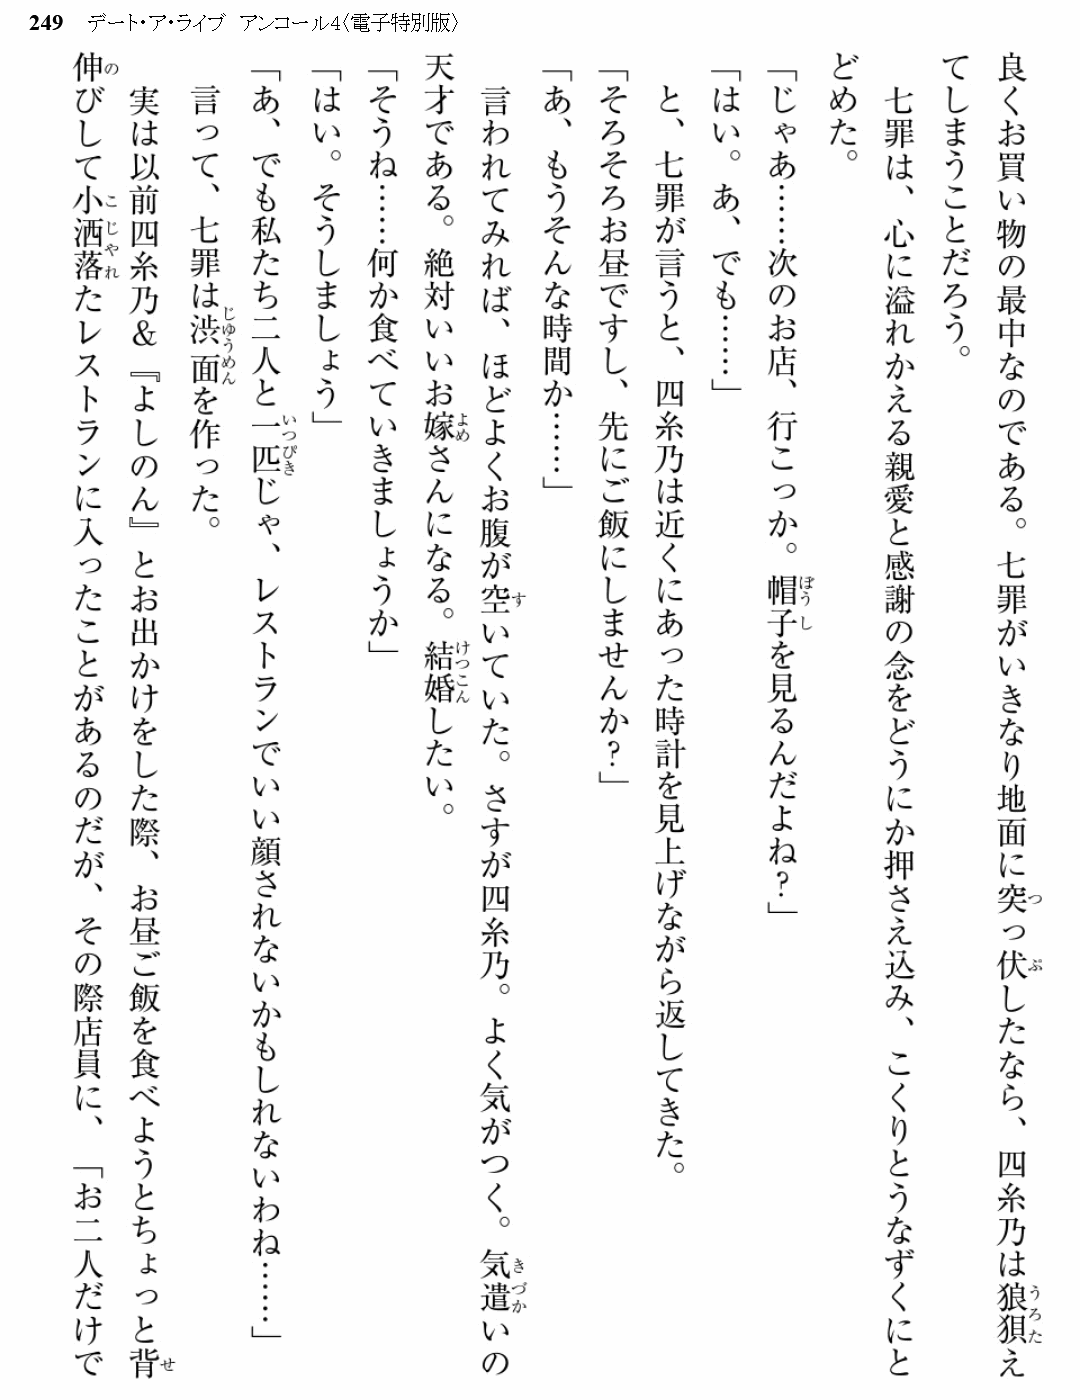 249 デート・ア・ライブ アンコール4〈電子特別版〉
良くお買い物の最中なのである。七罪がいきなり地面に突っ伏したなら、四糸乃は狼狽え
てしまうことだろう。
七罪は、心に溢れかえる親愛と感謝の念をどうにか押さえ込み、こくりとうなずくにと
どめた。
「じゃあ……次のお店、行こっか。帽子を見るんだよね?」
「はい。あ、でも……」
と、七罪が言うと、四糸乃は近くにあった時計を見上げながら返してきた。
「そろそろお昼ですし、先にご飯にしませんか?」
「あ、もうそんな時間か……」
言われてみれば、ほどよくお腹が空いていた。さすが四糸乃。よく気がつく。気遣いの
天才である。絶対いいお嫁さんになる。結婚したい。
「そうね……何か食べていきましょうか」
「はい。そうしましょう」
「あ、でも私たち二人と一匹じゃ、レストランでいい顔されないかもしれないわね……」
言って、七罪は渋面を作った。
実は以前四糸乃&『よしのん』とお出かけをした際、お昼ご飯を食べようとちょっと背
伸びして小洒落たレストランに入ったことがあるのだが、その際店員に、「お二人だけで